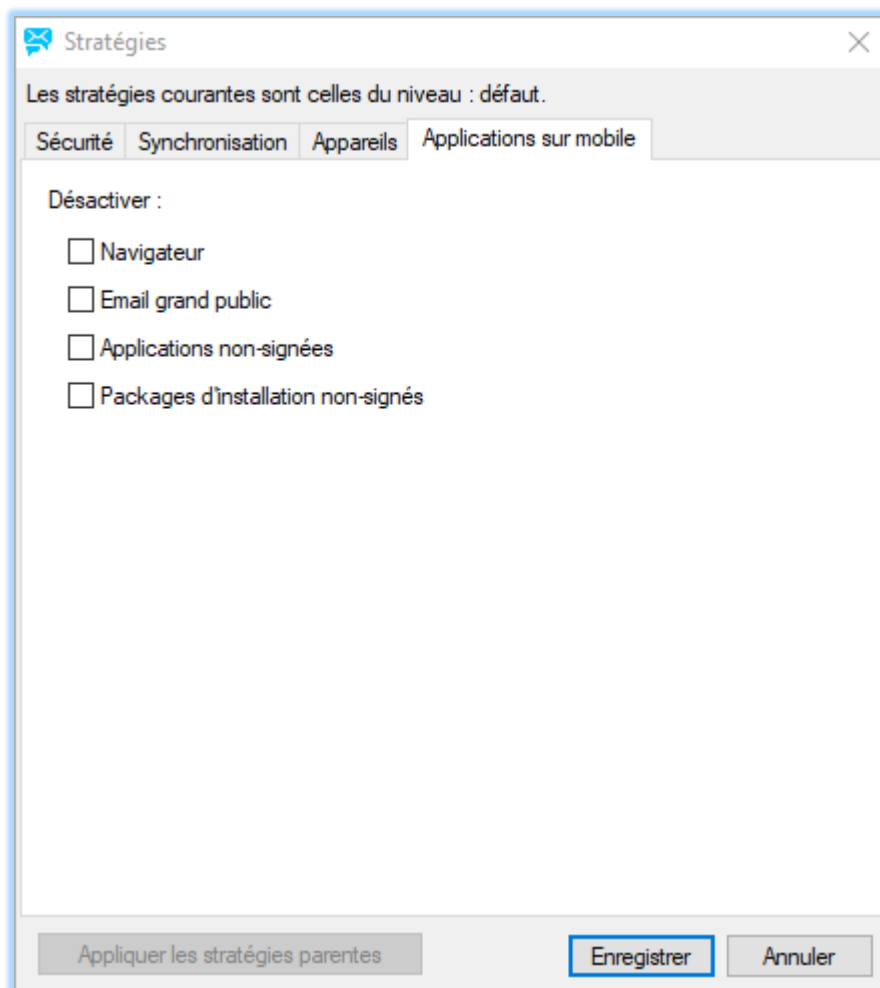 Stratégies
Les stratégies courantes sont celles du niveau : défaut.
Sécurité Synchronisation Appareils Applications sur mobile
Désactiver :
Navigateur
Email grand public
Applications non-signées
Packages d'installation non-signés
Appliquer les stratégies parentes Enregistrer Annuler